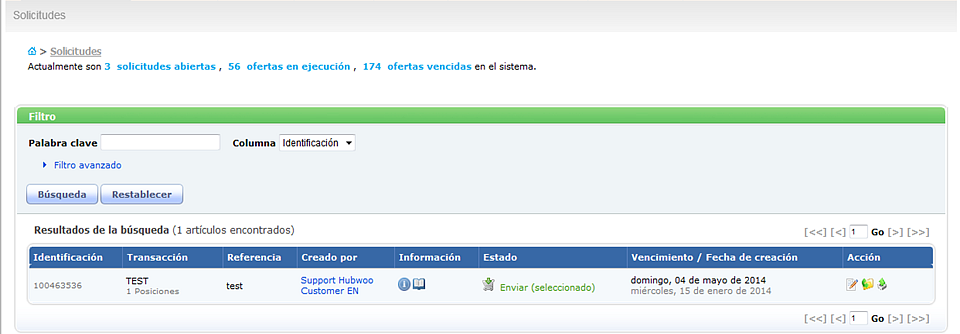 Solicitudes
> Solicitudes
Actualmente son 3 solicitudes abiertas , 56 ofertas en ejecución , 174 ofertas vencidas en el sistema.
Filtro
Palabra clave Columna Identificación
Filtro avanzado
Búsqueda Restablecer
Resultados de la búsqueda (1 artículos encontrados) [<<] [<] 1 Go [>] [>>]
Identificación Transacción Referencia Creado por Información Estado Vencimiento / Fecha de creación Acción
100463536 TEST test Support Hubwoo Enviar (seleccionado) domingo, 04 de mayo de 2014
1 Posiciones Customer EN miércoles, 15 de enero de 2014
[<<] [<] 1 Go [>] [>>]